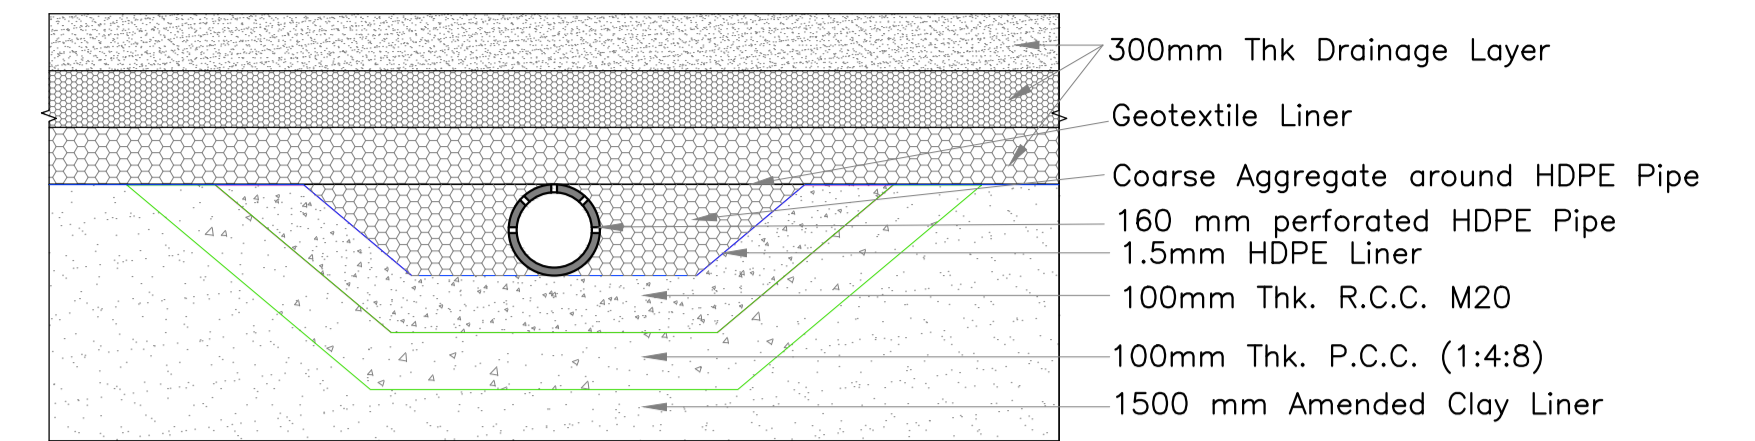 300mm Thk Drainage Layer
Geotextile Liner
Coarse Aggregate around HDPE Pipe
160 mm perforated HDPE Pipe
1.5mm HDPE Liner
100mm Thk. R.C.C. M20
100mm Thk. P.C.C. (1:4:8)
1500 mm Amended Clay Liner